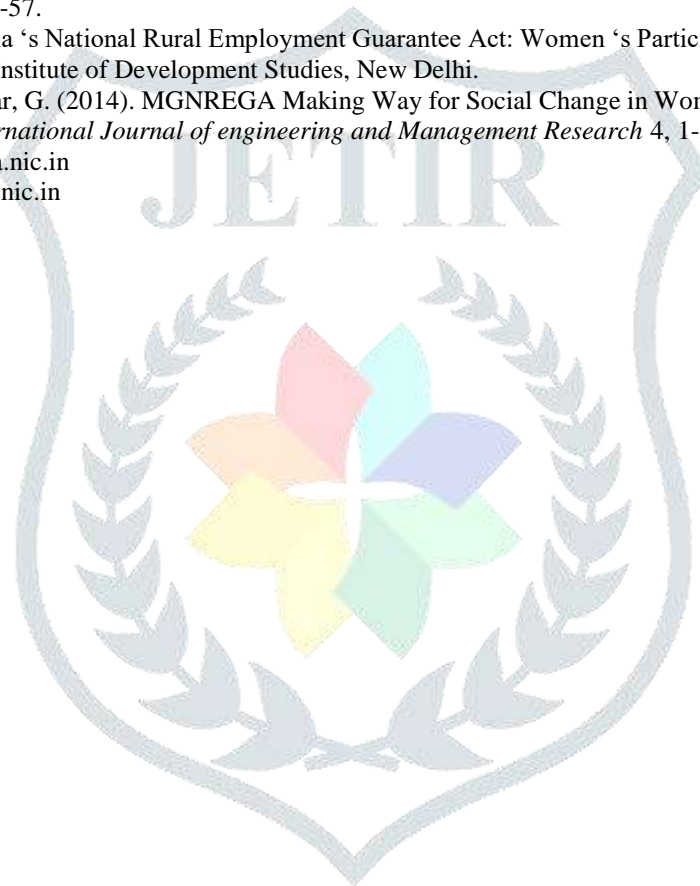 -57.
a ‘s National Rural Employment Guarantee Act: Women ‘s Partic
nstitute of Development Studies, New Delhi.
ar, G. (2014). MGNREGA Making Way for Social Change in Wom
rnational Journal of engineering and Management Research 4, 1-
a.nic.in
nic.in
JETIR